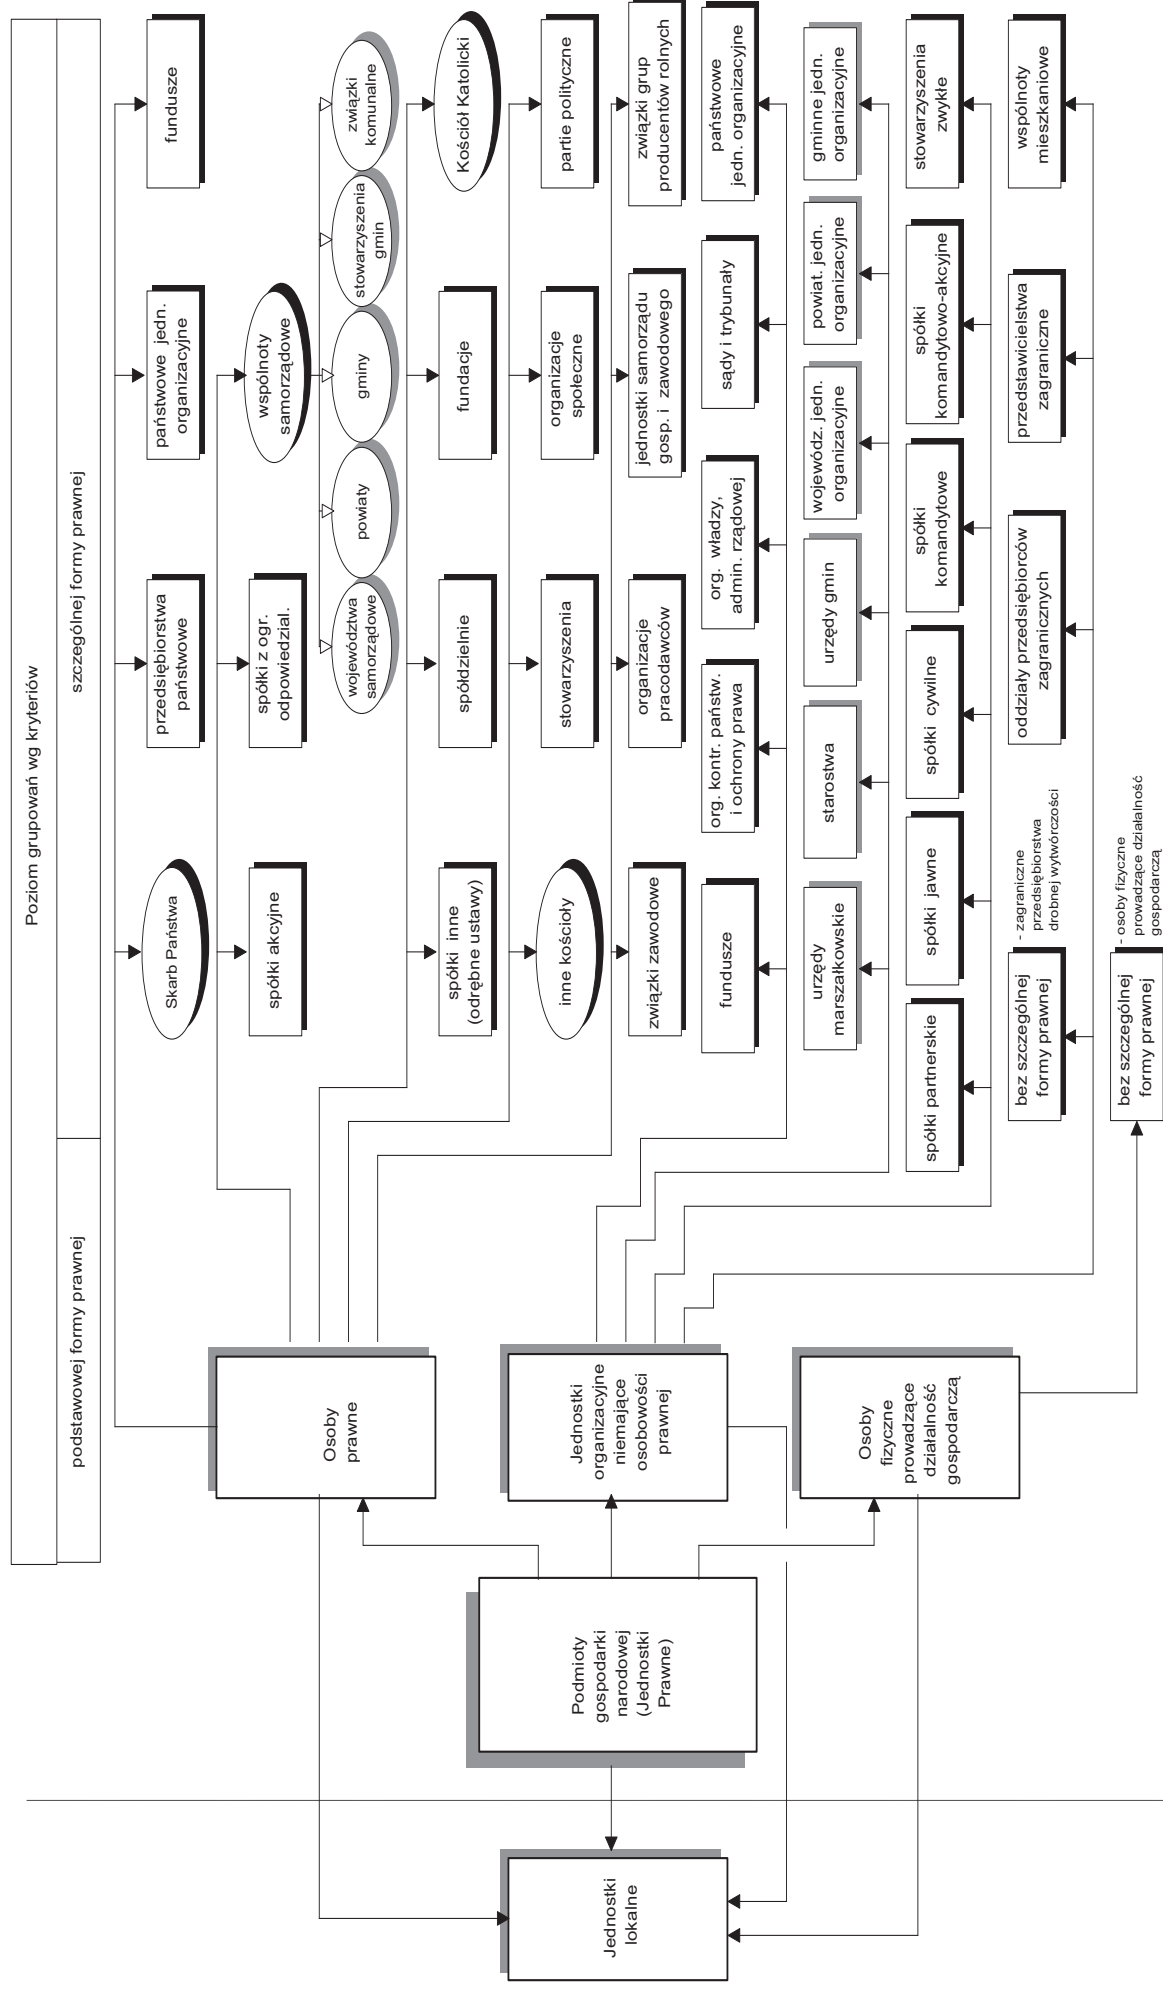 Poziom grupowań wg kryteriów
podstawowej formy prawnej
szczególnej formy prawnej
Jednostki
lokalne
Podmioty
gospodarki
narodowej
(Jednostki
Prawne)
Osoby
prawne
Jednostki
organizacyjne
niemające
osobowości
prawnej
Osoby
fizyczne
prowadzące
działalność
gospodarczą
Skarb Państwa
przedsiębiorstwa
państwowe
państwowe jedn.
organizacyjne
fundusze
spółki akcyjne
spółki z ogr.
odpowiedzial.
wspólnoty
samorządowe
województwa
samorządowe
powiaty
gminy
stowarzyszenia
gmin
związki
komunalne
spółki inne
(odrębne ustawy)
spółdzielnie
fundacje
Kościół Katolicki
inne kościoły
stowarzyszenia
organizacje
społeczne
partie polityczne
związki zawodowe
organizacje
pracodawców
jednostki samorządu
gosp. i zawodowego
związki grup
producentów rolnych
fundusze
org. kontr. państw.
i ochrony prawa
org. władzy,
admin. rządowej
sądy i trybunały
państwowe
jedn. organizacyjne
urzędy
marszałkowskie
starostwa
urzędy gmin
wojewódz. jedn.
organizacyjne
powiat. jedn.
organizacyjne
gminne jedn.
organizacyjne
spółki partnerskie
spółki jawne
spółki cywilne
spółki
komandytowe
spółki
komandytowo-akcyjne
stowarzyszenia
zwykłe
bez szczególnej
formy prawnej
- zagraniczne
przedsiębiorstwa
drobnej wytwórczości
oddziały przedsiębiorców
zagranicznych
przedstawicielstwa
zagraniczne
wspólnoty
mieszkaniowe
bez szczególnej
formy prawnej
- osoby fizyczne
prowadzące działalność
gospodarczą